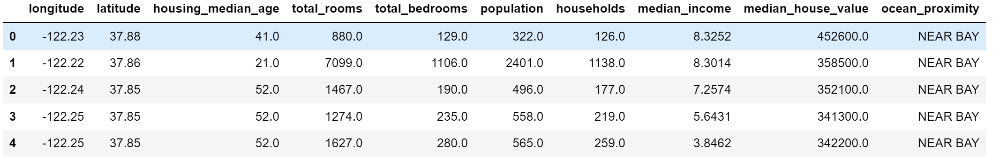 longitude latitude housing_median_age total_rooms total_bedrooms population households median_income median_house_value ocean_proximity
0 -122.23 37.88 41.0 880.0 129.0 322.0 126.0 8.3252 452600.0 NEAR BAY
1 -122.22 37.86 21.0 7099.0 1106.0 2401.0 1138.0 8.3014 358500.0 NEAR BAY
2 -122.24 37.85 52.0 1467.0 190.0 496.0 177.0 7.2574 352100.0 NEAR BAY
3 -122.25 37.85 52.0 1274.0 235.0 558.0 219.0 5.6431 341300.0 NEAR BAY
4 -122.25 37.85 52.0 1627.0 280.0 565.0 259.0 3.8462 342200.0 NEAR BAY